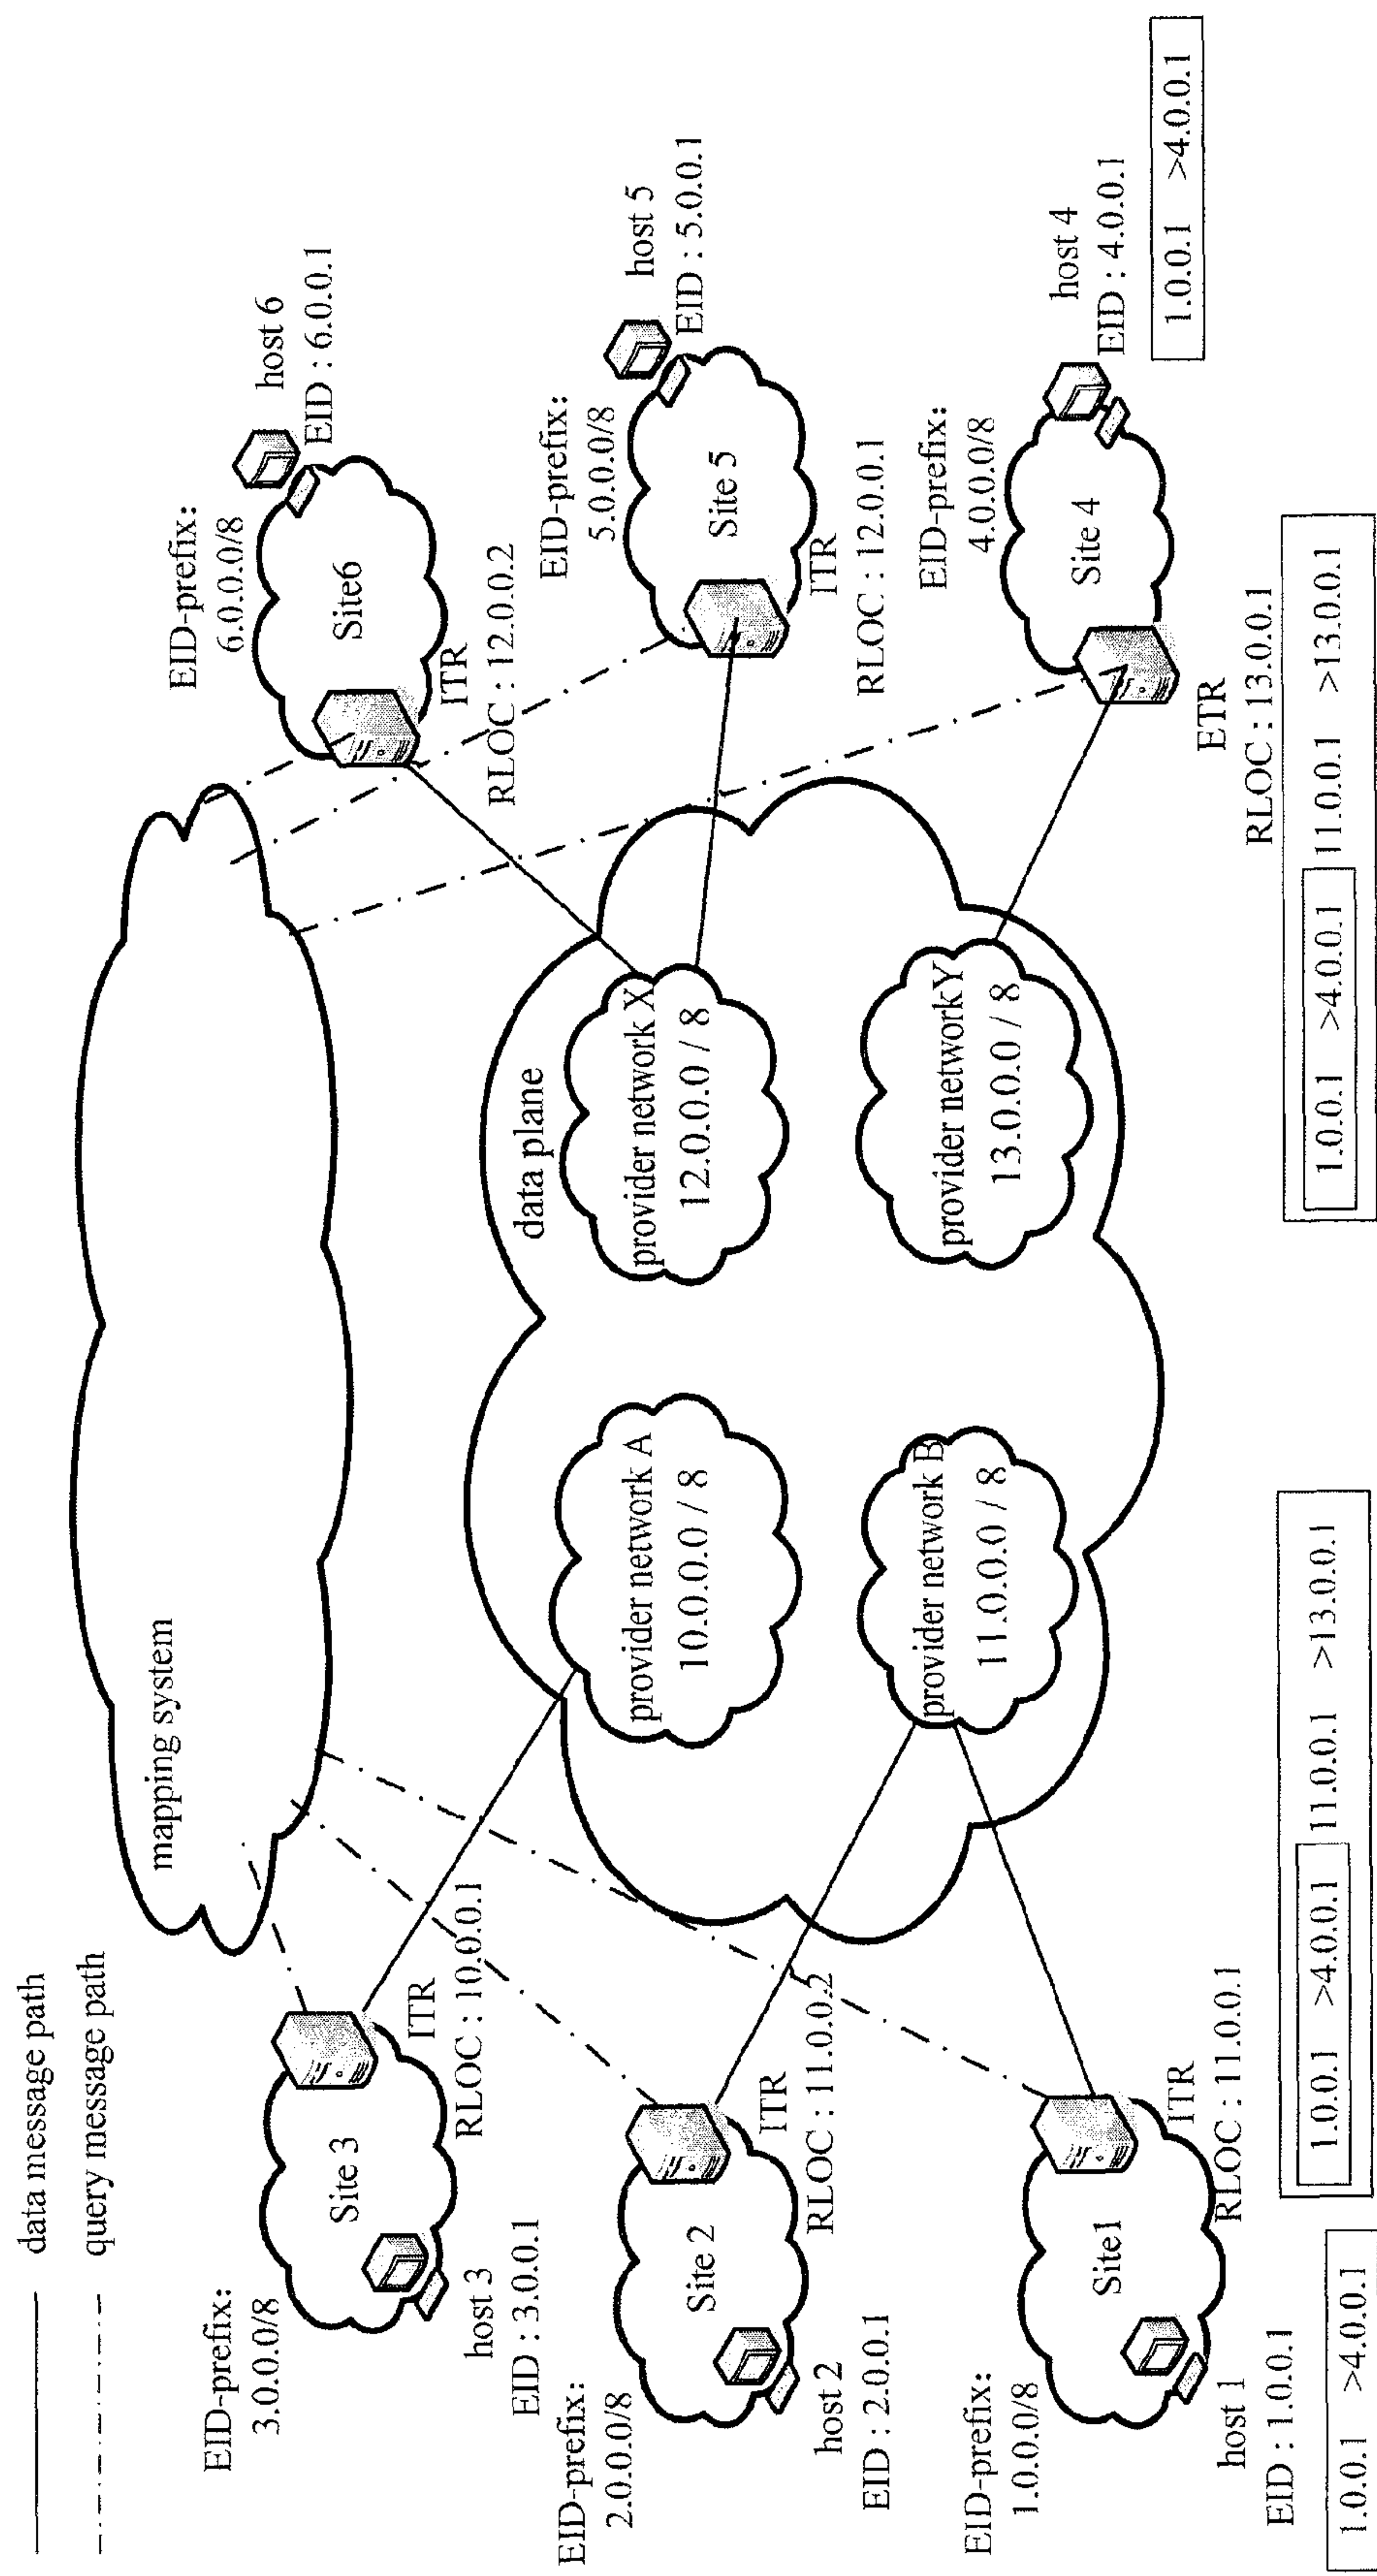 data message path
query message path
mapping system
EID-prefix:
3.0.0.0/8
Site 3
host 3
EID : 3.0.0.1
ITR
RLOC : 10.0.0.1
EID-prefix:
6.0.0.0/8
Site6
host 6
EID : 6.0.0.1
ITR
RLOC : 12.0.0.2
data plane
provider network A
10.0.0.0 / 8
provider network X
12.0.0.0 / 8
EID-prefix:
2.0.0.0/8
Site 2
host 2
EID : 2.0.0.1
ITR
RLOC : 11.0.0.2
EID-prefix:
5.0.0.0/8
Site 5
host 5
EID : 5.0.0.1
ITR
RLOC : 12.0.0.1
provider network B
11.0.0.0 / 8
provider networkY
13.0.0.0 / 8
EID-prefix:
1.0.0.0/8
Site1
host 1
EID : 1.0.0.1
ITR
RLOC : 11.0.0.1
EID-prefix:
4.0.0.0/8
Site 4
host 4
EID : 4.0.0.1
ETR
RLOC : 13.0.0.1
1.0.0.1 >4.0.0.1
1.0.0.1 >4.0.0.1 11.0.0.1 >13.0.0.1
1.0.0.1 >4.0.0.1 11.0.0.1 >13.0.0.1
1.0.0.1 >4.0.0.1